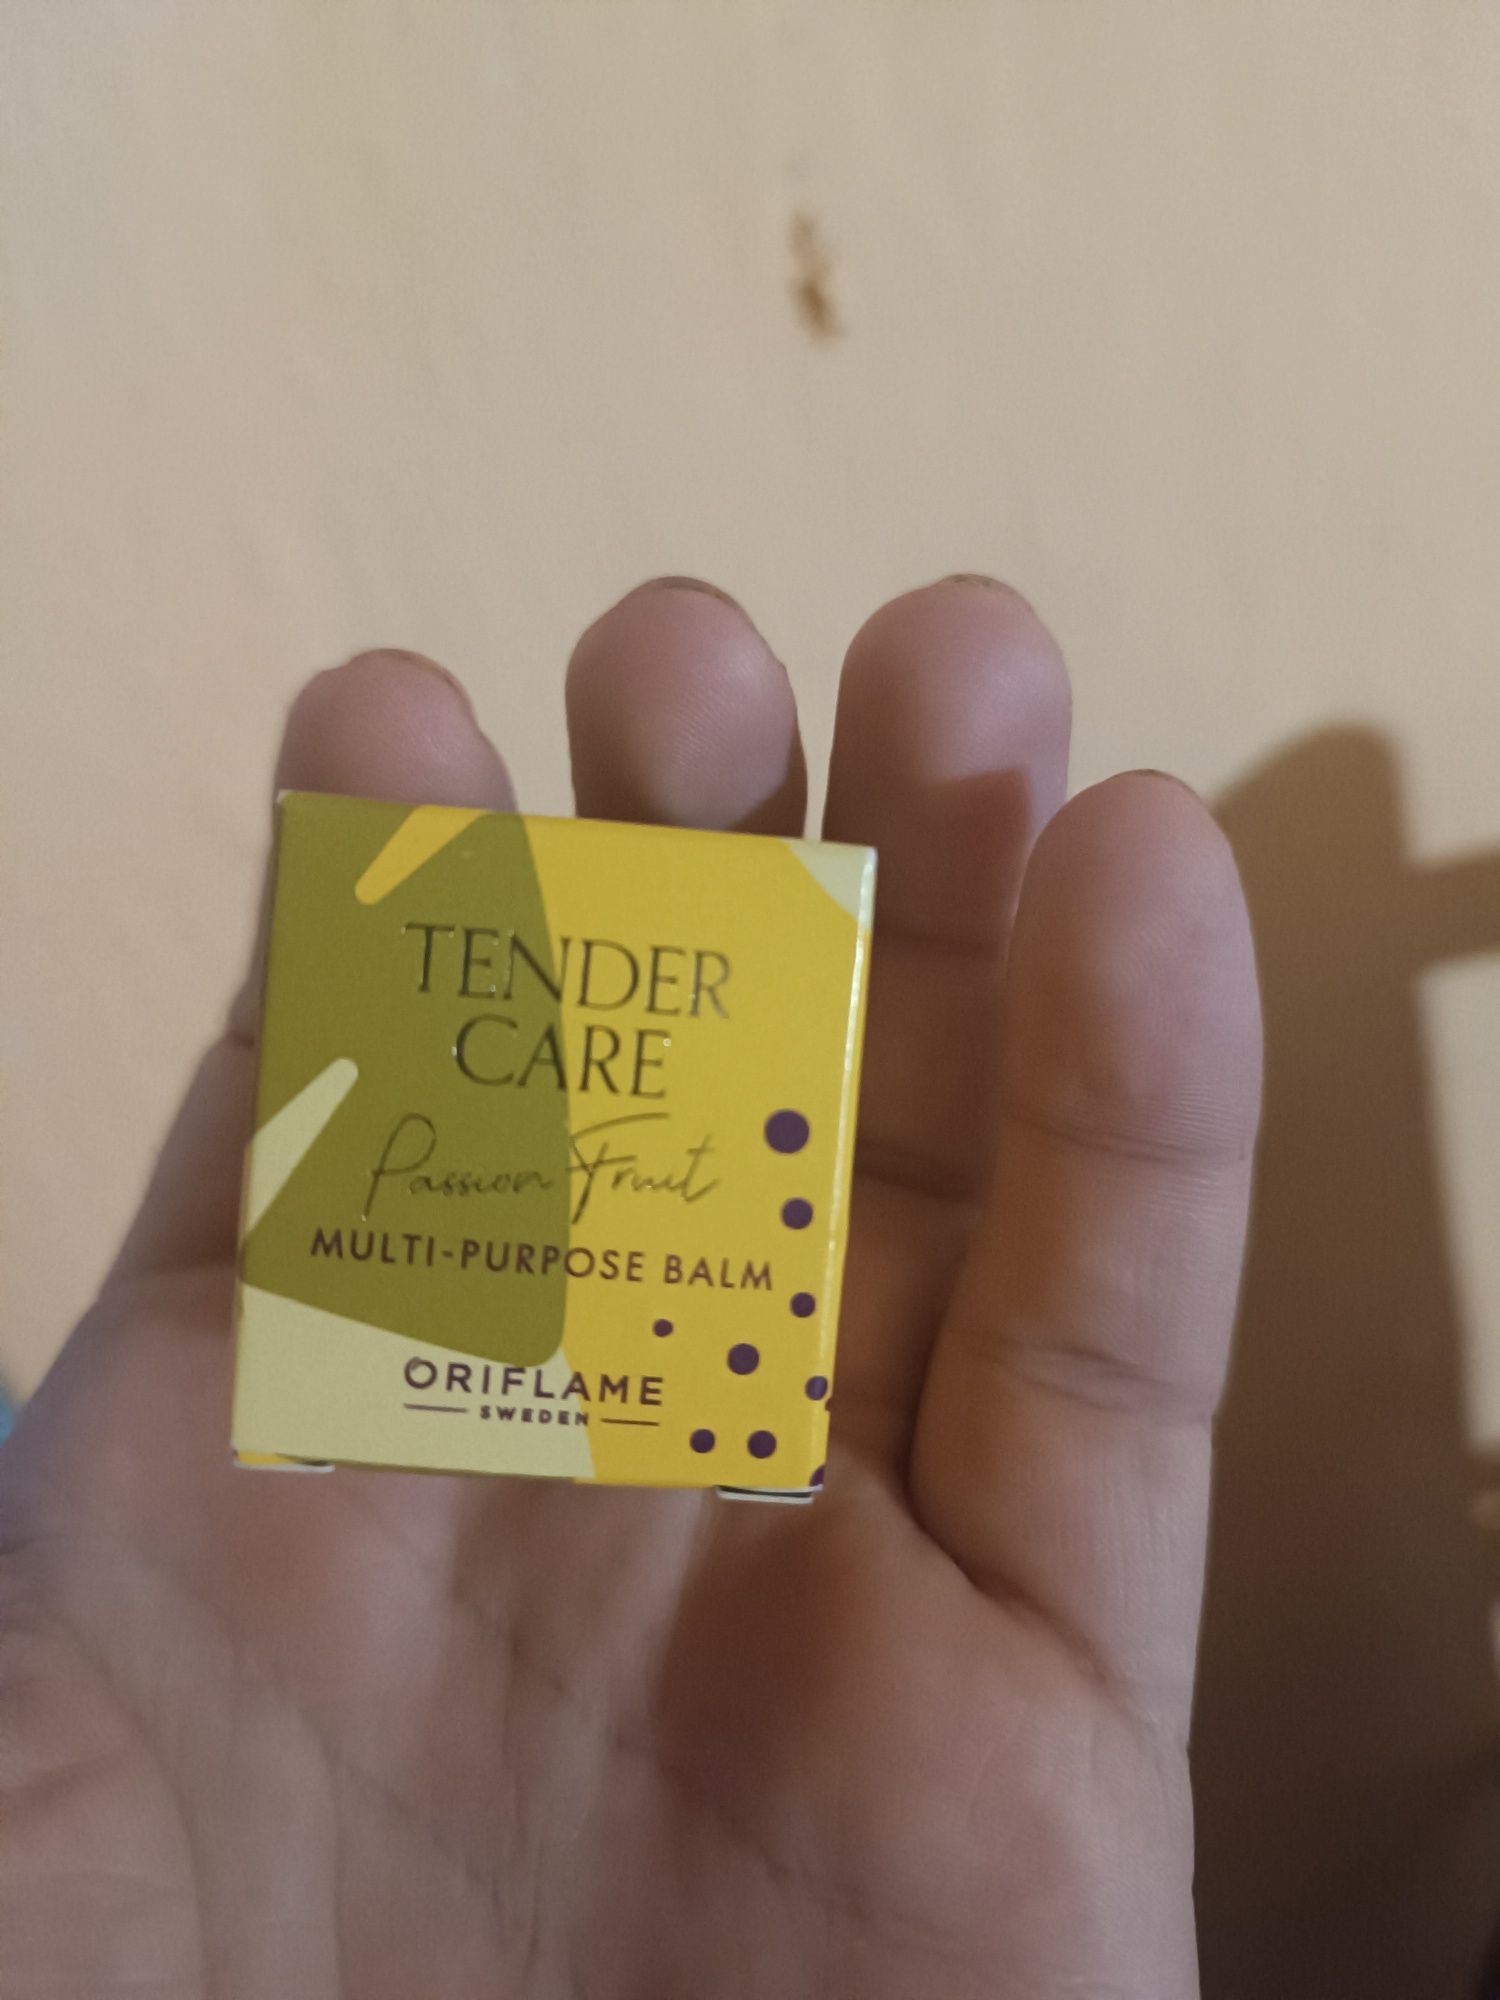 TENDER
CARE
Passion Fruit
MULTI-PURPOSE BALM
ORIFLAME
SWEDEN